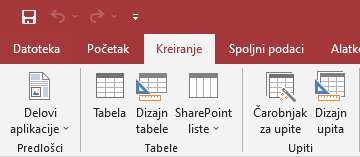 Datoteka Početak Kreiranje Spoljni podaci Alatke
Delovi aplikacije
Tabela
Dizajn tabele
SharePoint liste
Čarobnjak za upite
Dizajn upita
Predlošci Tabele Upiti